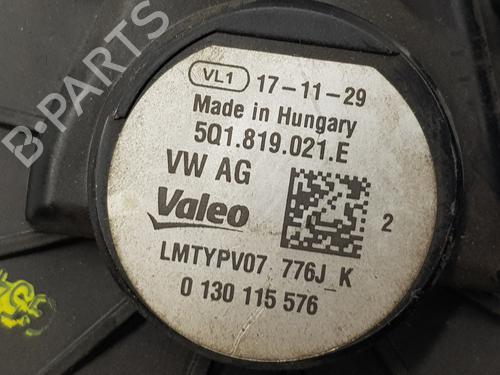 B-PARTS
VL1 17-11-29
Made in Hungary
5Q1.819.021.E
VW AG
Valeo
2
LMTYPV07 776J_K
0 130 115 576